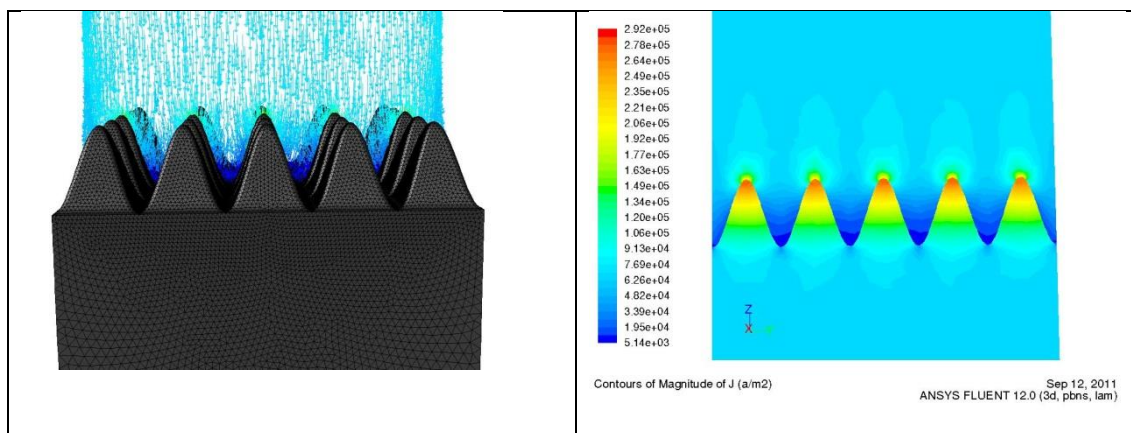 2.92e+05
2.78e+05
2.64e+05
2.49e+05
2.35e+05
2.21e+05
2.06e+05
1.92e+05
1.77e+05
1.63e+05
1.49e+05
1.34e+05
1.20e+05
1.06e+05
9.13e+04
7.69e+04
6.26e+04
4.82e+04
3.39e+04
1.95e+04
5.14e+03
Z
X
Contours of Magnitude of J (a/m2)
Sep 12, 2011
ANSYS FLUENT 12.0 (3d, pbns, lam)